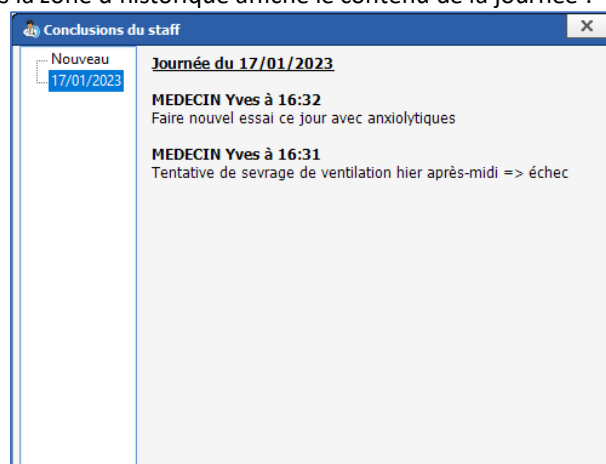 s la zone d'historique affiche le contenu de la journée :
Conclusions du staff
Nouveau
17/01/2023
Journée du 17/01/2023
MEDECIN Yves à 16:32
Faire nouvel essai ce jour avec anxiolytiques
MEDECIN Yves à 16:31
Tentative de sevrage de ventilation hier après-midi => échec